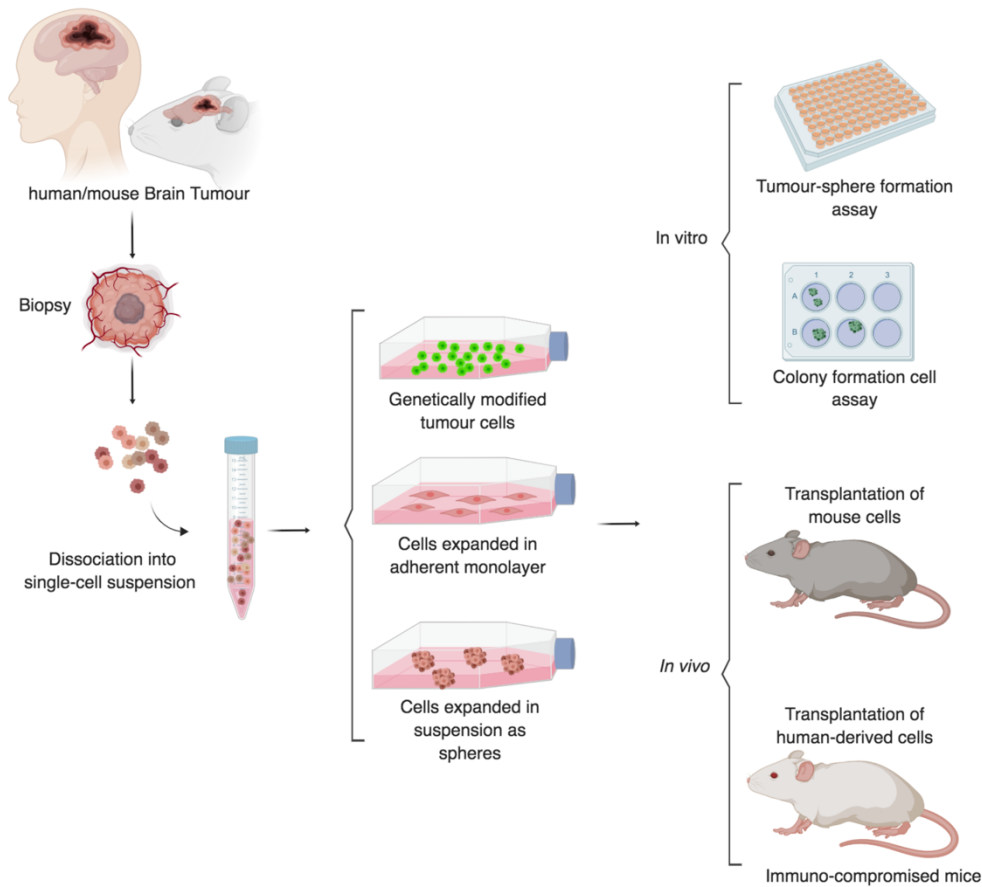 human/mouse Brain Tumour
Biopsy
Dissociation into
single-cell suspension
Genetically modified
tumour cells
Cells expanded in
adherent monolayer
Cells expanded in
suspension as
spheres
In vitro
Tumour-sphere formation
assay
1 2 3
A
B
Colony formation cell
assay
In vivo
Transplantation of
mouse cells
Transplantation of
human-derived cells
Immuno-compromised mice